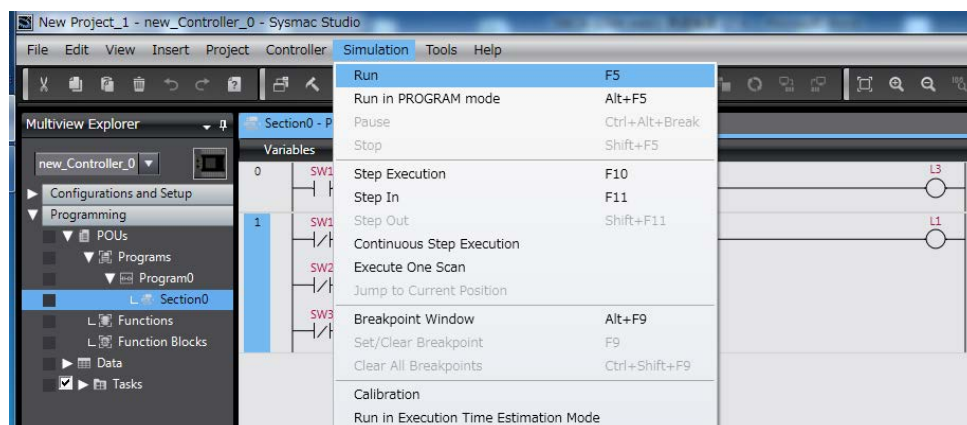 New Project_1 - new_Controller_0 - Sysmac Studio
File Edit View Insert Project Controller Simulation Tools Help
Multiview Explorer
new_Controller_0
Configurations and Setup
Programming
POUs
Programs
Program0
Section0
Functions
Function Blocks
Data
Tasks
Section0 - P
Variables
0 SW1 L3
1 SW1 L1
SW2
SW3
Run F5
Run in PROGRAM mode Alt+F5
Pause Ctrl+Alt+Break
Stop Shift+F5
Step Execution F10
Step In F11
Step Out Shift+F11
Continuous Step Execution
Execute One Scan
Jump to Current Position
Breakpoint Window Alt+F9
Set/Clear Breakpoint F9
Clear All Breakpoints Ctrl+Shift+F9
Calibration
Run in Execution Time Estimation Mode